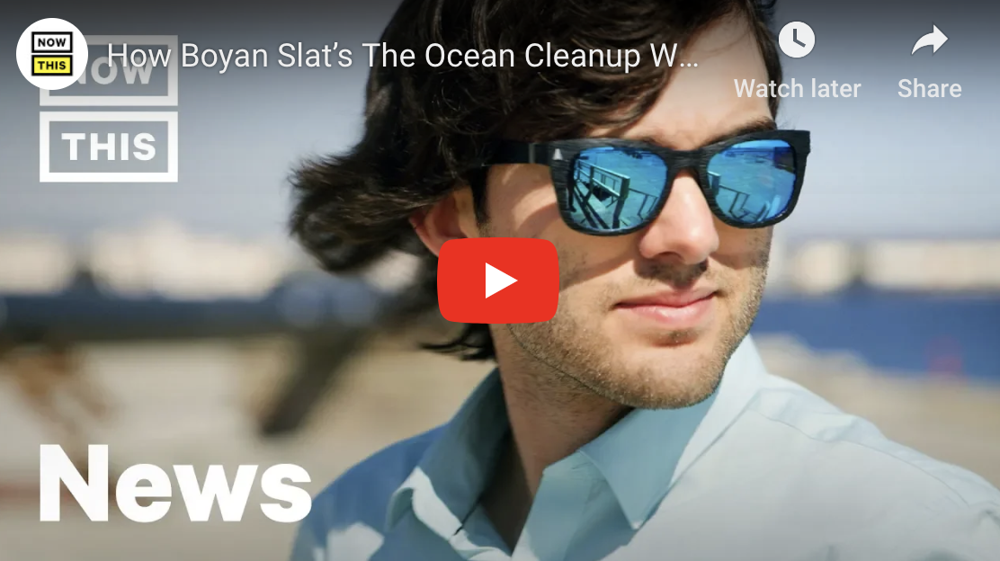 NOW
THIS
How Boyan Slat’s The Ocean Cleanup W...
Watch later
Share
NOW
THIS
News